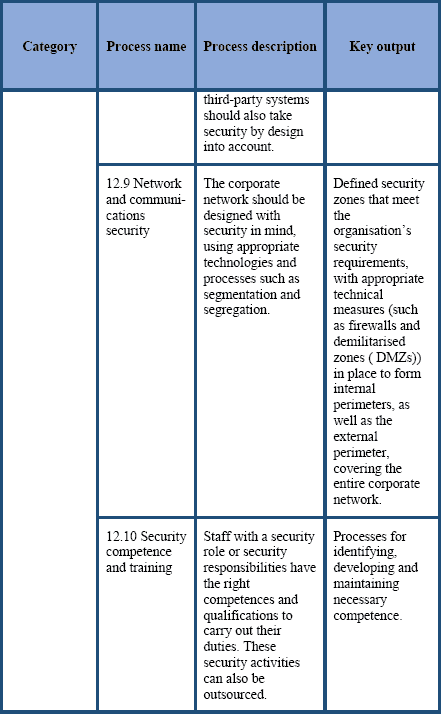 Category
Process name
Process description
Key output
third-party systems
should also take
security by design
into account.
12.9 Network
and communi-
cations
security
The corporate
network should be
designed with
security in mind,
using appropriate
technologies and
processes such as
segmentation and
segregation.
Defined security
zones that meet
the
organisation’s
security
requirements,
with appropriate
technical
measures (such
as firewalls and
demilitarised
zones ( DMZs))
in place to form
internal
perimeters, as
well as the
external
perimeter,
covering the
entire corporate
network.
12.10 Security
competence
and training
Staff with a security
role or security
responsibilities have
the right
competences and
qualifications to
carry out their
duties. These
security activities
can also be
outsourced.
Processes for
identifying,
developing and
maintaining
necessary
competence.